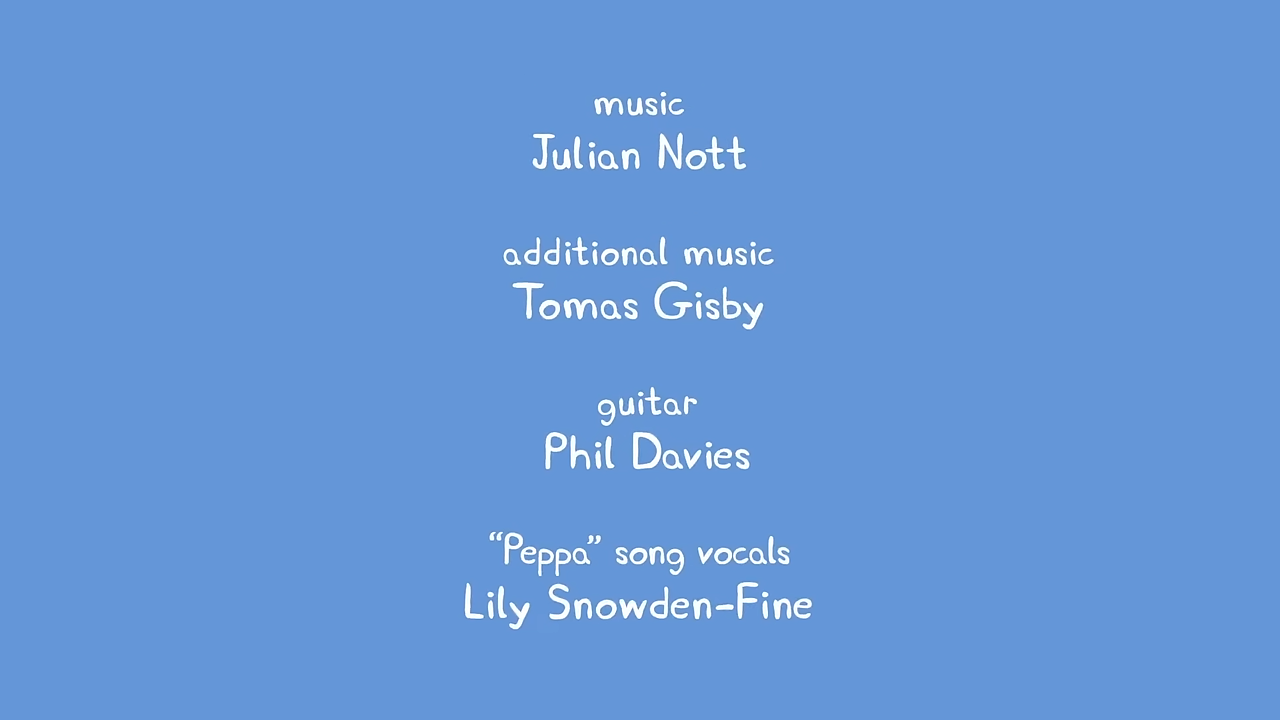 music
Julian Nott
additional music
Tomas Gisby
guitar
Phil Davies
“Peppa” song vocals
Lily Snowden-Fine